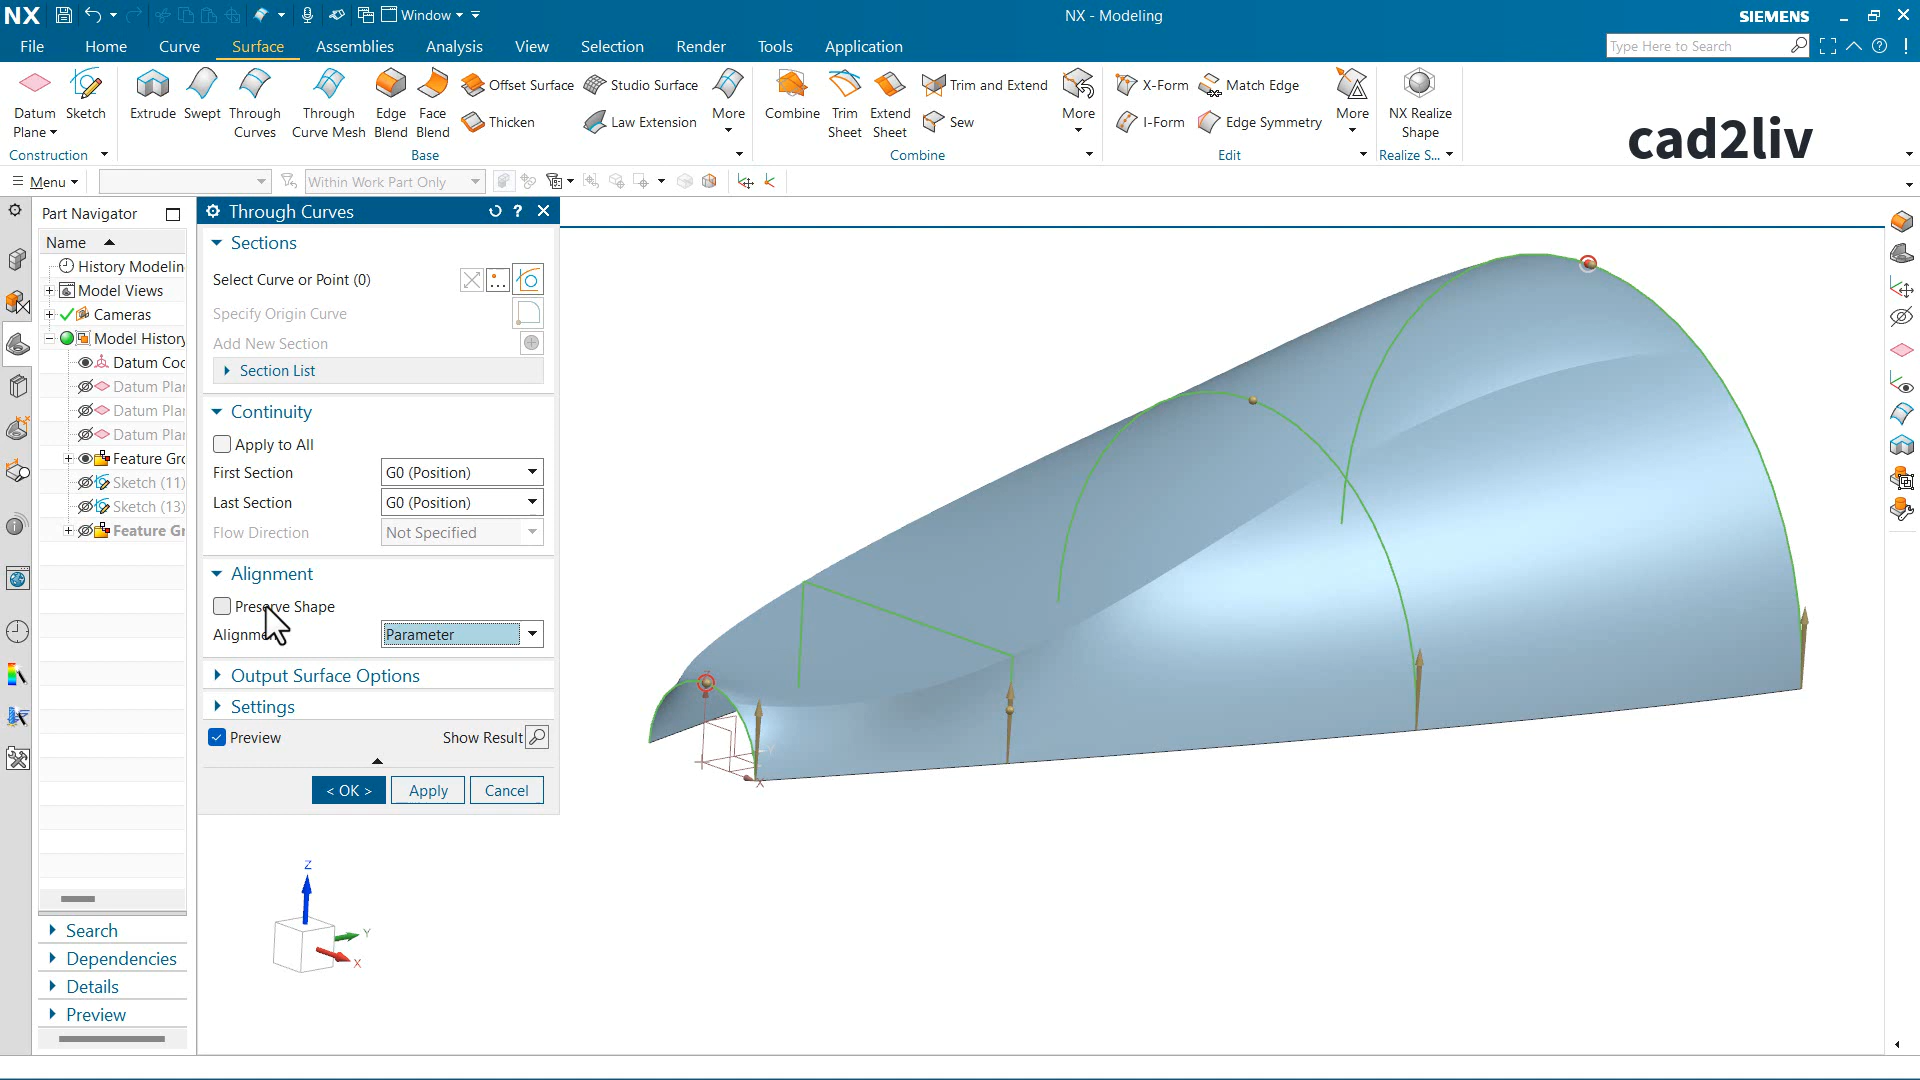 NX Window NX - Modeling SIEMENS
File Home Curve Surface Assemblies Analysis View Selection Render Tools Application Type Here to Search
Datum Plane
Sketch
Extrude
Swept
Through Curves
Through Curve Mesh
Edge Blend
Face Blend
Offset Surface
Thicken
Studio Surface
Law Extension
More
Combine
Trim Sheet
Extend Sheet
Trim and Extend
Sew
More
X-Form
I-Form
Match Edge
Edge Symmetry
More
NX Realize Shape
cad2liv
Construction Base Combine Edit Realize S...
Menu Within Work Part Only
Part Navigator
Name
History Modelin
Model Views
Cameras
Model History
Datum Coo
Datum Plan
Datum Plan
Datum Plan
Feature Gro
Sketch (11)
Sketch (13)
Feature Gr
Search
Dependencies
Details
Preview
Through Curves ?
Sections
Select Curve or Point (0)
Specify Origin Curve
Add New Section
Section List
Continuity
Apply to All
First Section G0 (Position)
Last Section G0 (Position)
Flow Direction Not Specified
Alignment
Preserve Shape
Alignme Parameter
Output Surface Options
Settings
Preview Show Result
< OK > Apply Cancel
Z
Y
X
Y
X